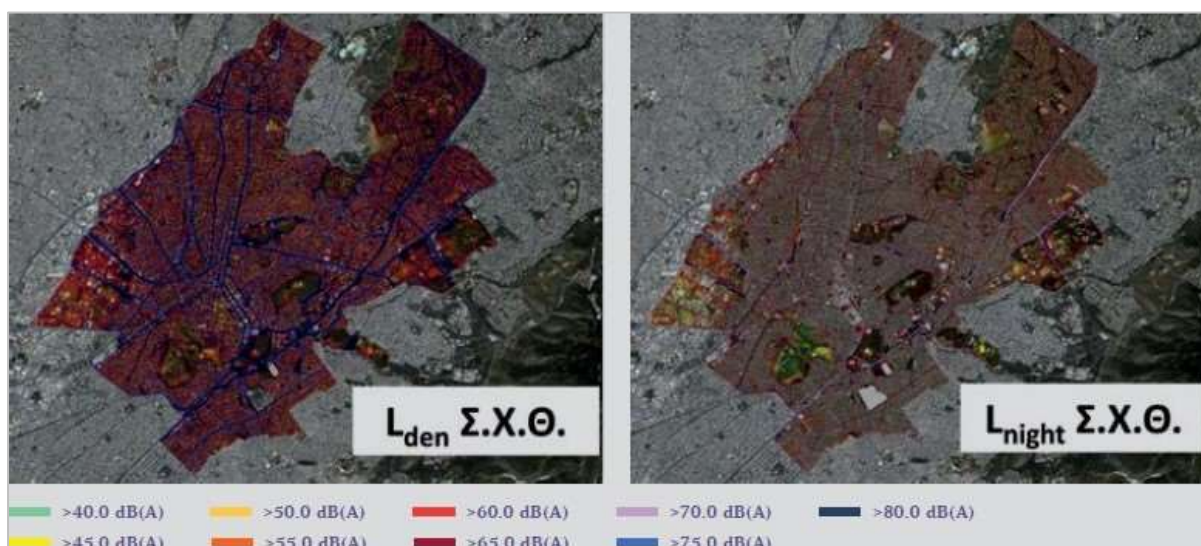 Lden Σ.Χ.Θ.
Lnight Σ.Χ.Θ.
>40.0 dB(A) >50.0 dB(A) >60.0 dB(A) >70.0 dB(A) >80.0 dB(A)
>45.0 dB(A) >55.0 dB(A) >65.0 dB(A) >75.0 dB(A)